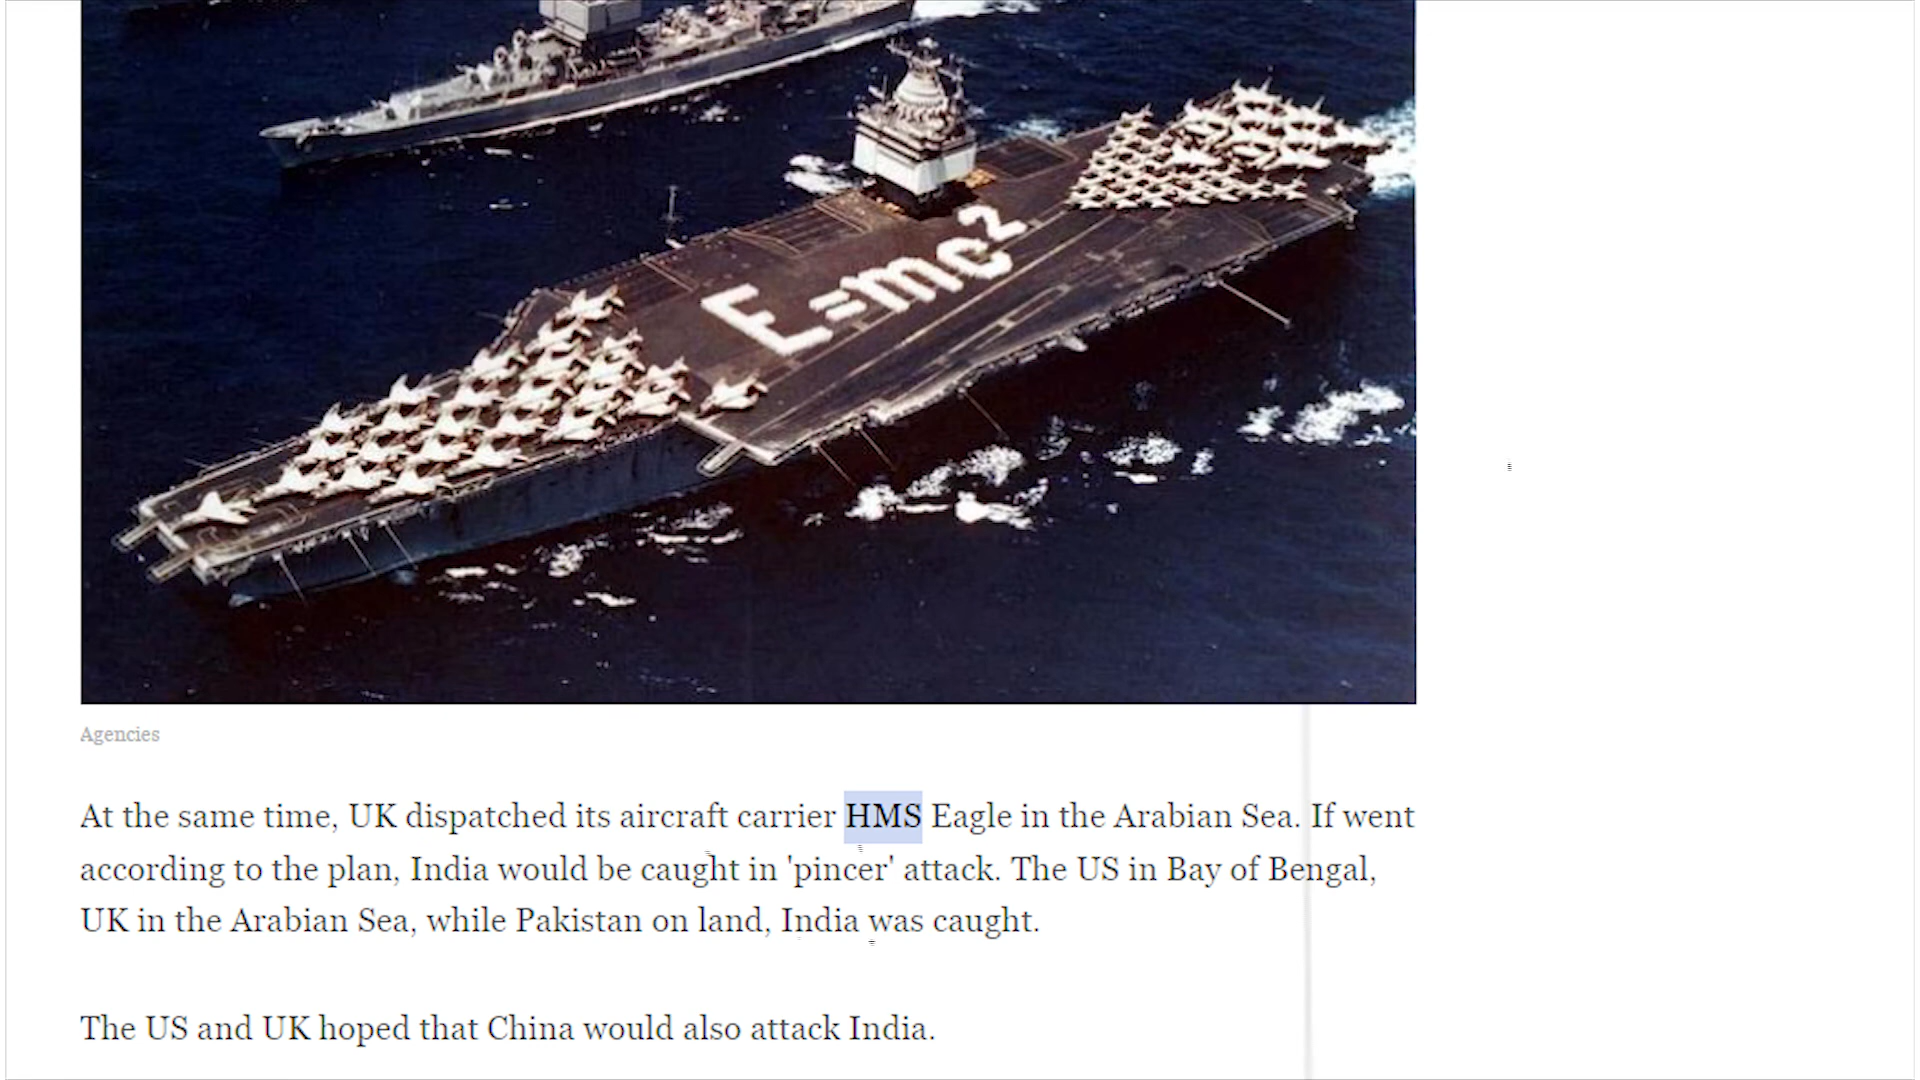 E=mc²
Agencies
At the same time, UK dispatched its aircraft carrier HMS Eagle in the Arabian Sea. If went
according to the plan, India would be caught in 'pincer' attack. The US in Bay of Bengal,
UK in the Arabian Sea, while Pakistan on land, India was caught.
The US and UK hoped that China would also attack India.